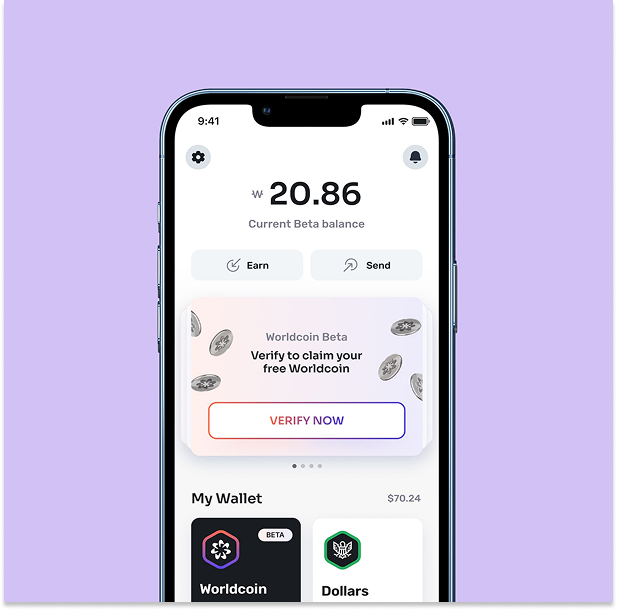 9:41
₩ 20.86
Current Beta balance
Earn
Send
Worldcoin Beta
Verify to claim your
free Worldcoin
VERIFY NOW
My Wallet
$70.24
BETA
Worldcoin
Dollars